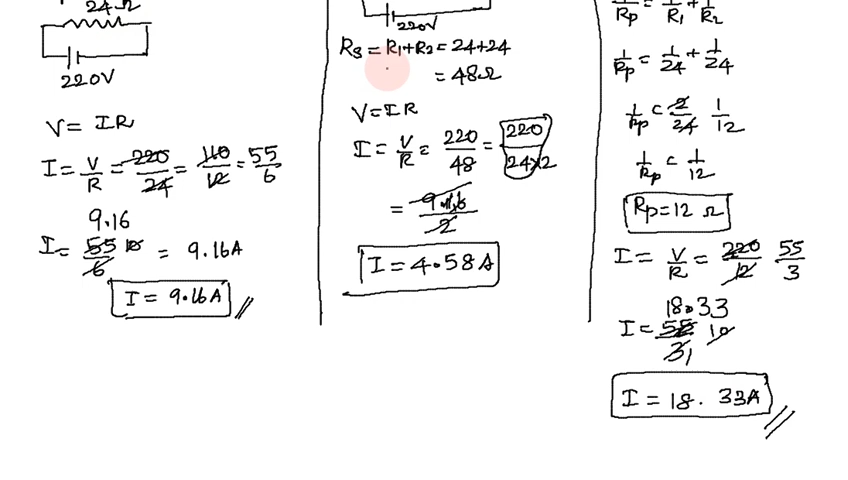 24Ω
220V
V = IR
I = V/R = 220/24 = 110/12 = 55/6
9.16
I = 55/6 = 9.16A
I = 9.16A
220V
RS = R1+R2 = 24+24
= 48Ω
V = IR
I = V/R = 220/48 = 220/24×2
= 9.16/2
I = 4.58A
1/Rp = 1/R1 + 1/R2
1/Rp = 1/24 + 1/24
1/Rp = 2/24 1/12
1/Rp = 1/12
Rp = 12 Ω
I = V/R = 220/12 55/3
18.33
I = 55/3
I = 18.33A